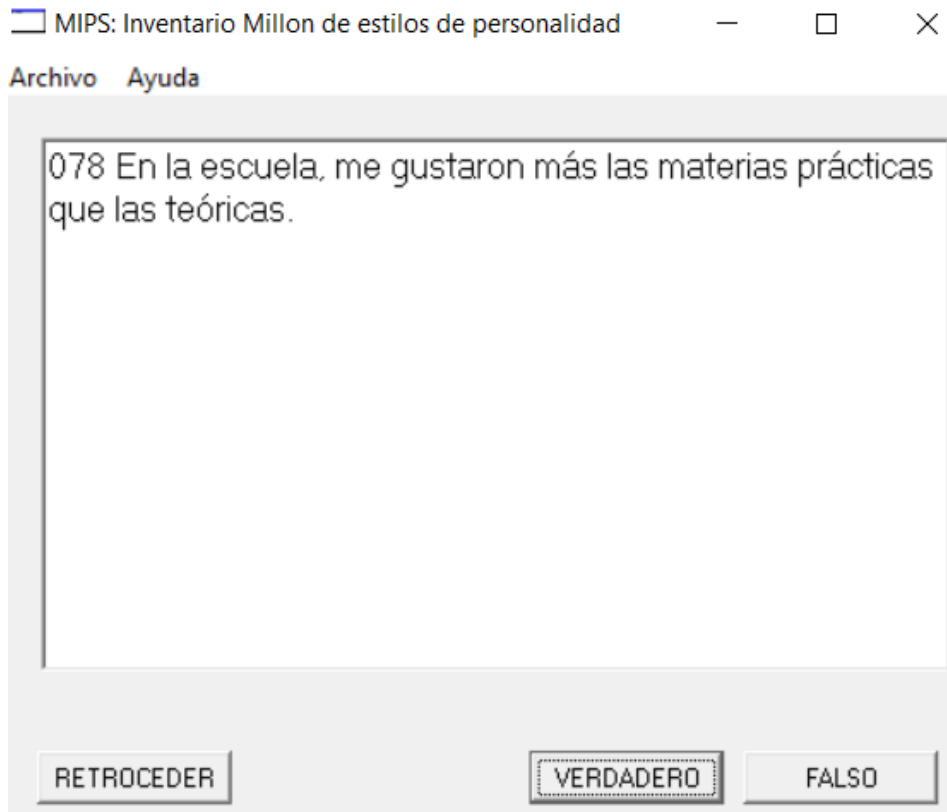 MIPS: Inventario Millon de estilos de personalidad
Archivo Ayuda
078 En la escuela, me gustaron más las materias prácticas
que las teóricas.
RETROCEDER VERDADERO FALSO